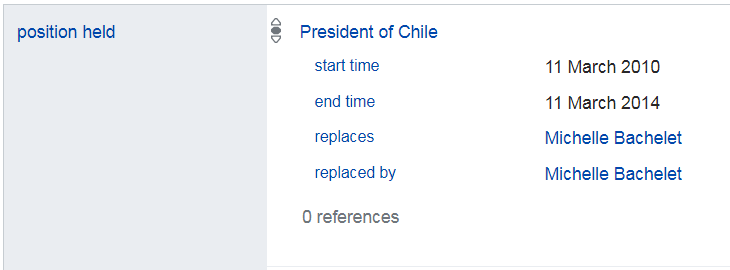 position held
President of Chile
start time 11 March 2010
end time 11 March 2014
replaces Michelle Bachelet
replaced by Michelle Bachelet
0 references